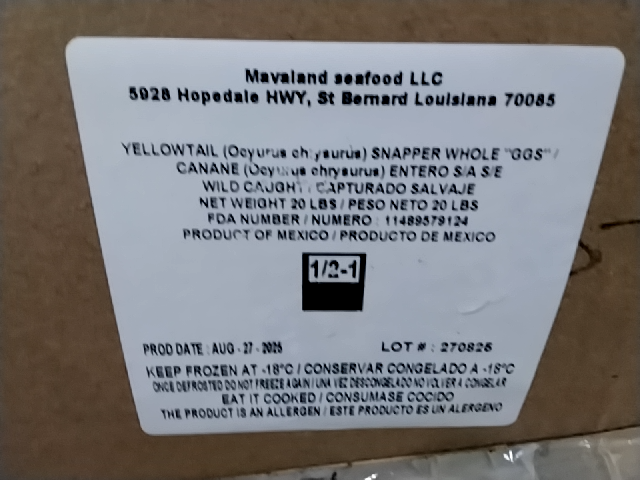 Mavaland seafood LLC
5928 Hopedale HWY, St Bernard Louisiana 70085
YELLOWTAIL (Ocyurus chrysurus) SNAPPER WHOLE "GGS" /
CANANE (Ocyurus chrysurus) ENTERO S/A S/E
WILD CAUGHT / CAPTURADO SALVAJE
NET WEIGHT 20 LBS / PESO NETO 20 LBS
FDA NUMBER / NUMERO : 11489579124
PRODUCT OF MEXICO / PRODUCTO DE MEXICO
1/2-1
PROD DATE : AUG - 27 - 2025
LOT # : 270825
KEEP FROZEN AT -18°C / CONSERVAR CONGELADO A -18°C
ONCE DEFROSTED DO NOT FREEZE AGAIN / UNA VEZ DESCONGELADO NO VOLVER A CONGELAR
EAT IT COOKED / CONSUMASE COCIDO
THE PRODUCT IS AN ALLERGEN / ESTE PRODUCTO ES UN ALERGENO